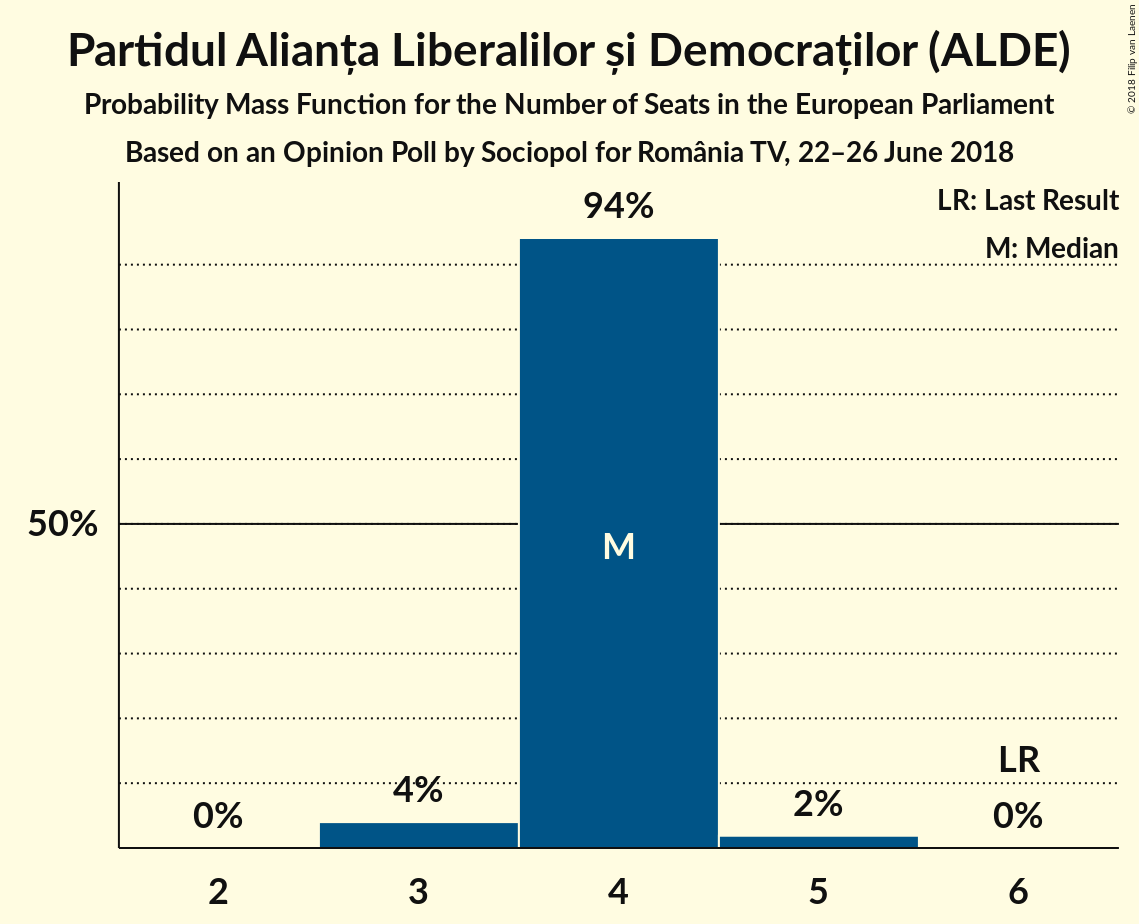 Partidul Alianța Liberalilor și Democraților (ALDE)
Probability Mass Function for the Number of Seats in the European Parliament
Based on an Opinion Poll by Sociopol for România TV, 22–26 June 2018
© 2018 Filip van Laenen
LR: Last Result
M: Median
94%
50%
M
LR
0%
4%
2%
0%
2
3
4
5
6